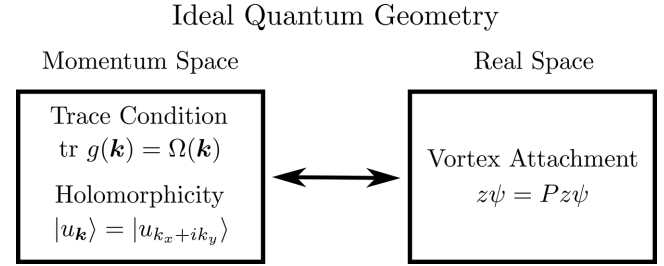 Ideal Quantum Geometry
Momentum Space
Trace Condition
tr g(𝒌) = Ω(𝒌)
Holomorphicity
|u_𝒌⟩ = |u_{k_x+ik_y}⟩
Real Space
Vortex Attachment
zψ = Pzψ